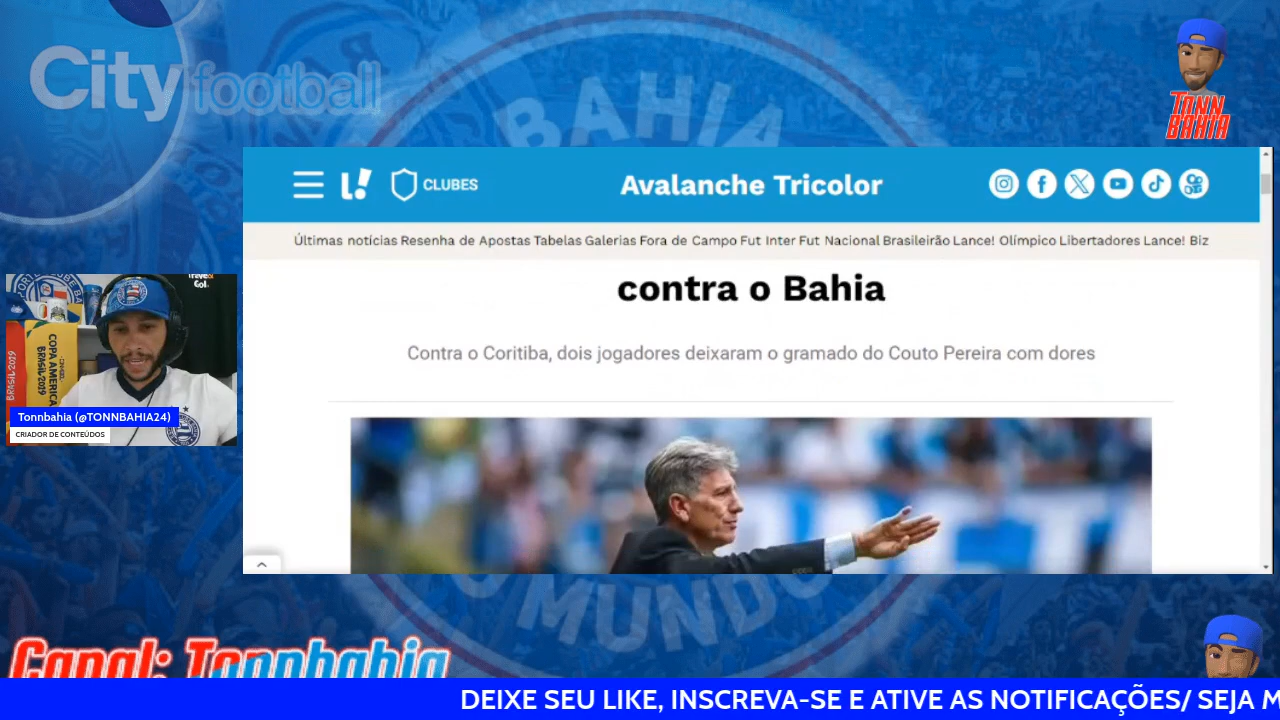 City football
TONN
BAHIA
BAHIA
CLUBES
Avalanche Tricolor
Últimas notícias Resenha de Apostas Tabelas Galerias Fora de Campo Fut Inter Fut Nacional Brasileirão Lance! Olímpico Libertadores Lance! Biz
contra o Bahia
Contra o Coritiba, dois jogadores deixaram o gramado do Couto Pereira com dores
COPA AMERICA
BRASIL 2019
BRASIL 2019
Tonnbahia (@TONNBAHIA24)
CRIADOR DE CONTEÚDOS
MUNDO
Canal: Tonnbahia
DEIXE SEU LIKE, INSCREVA-SE E ATIVE AS NOTIFICAÇÕES/ SEJA M